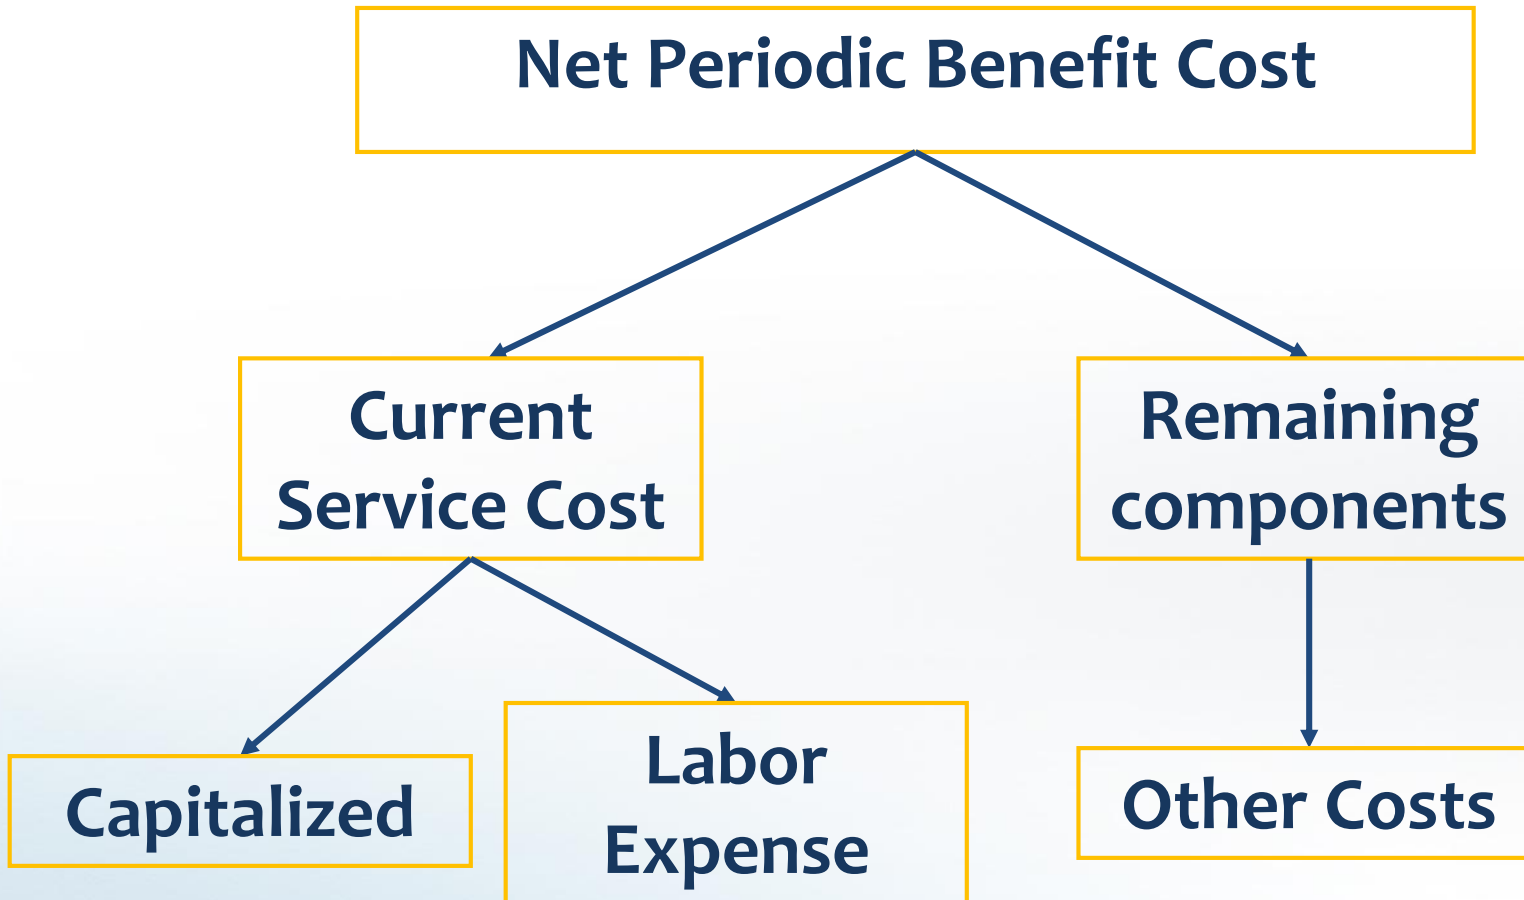 Net Periodic Benefit Cost
Current
Service Cost
Remaining
components
Capitalized
Labor
Expense
Other Costs